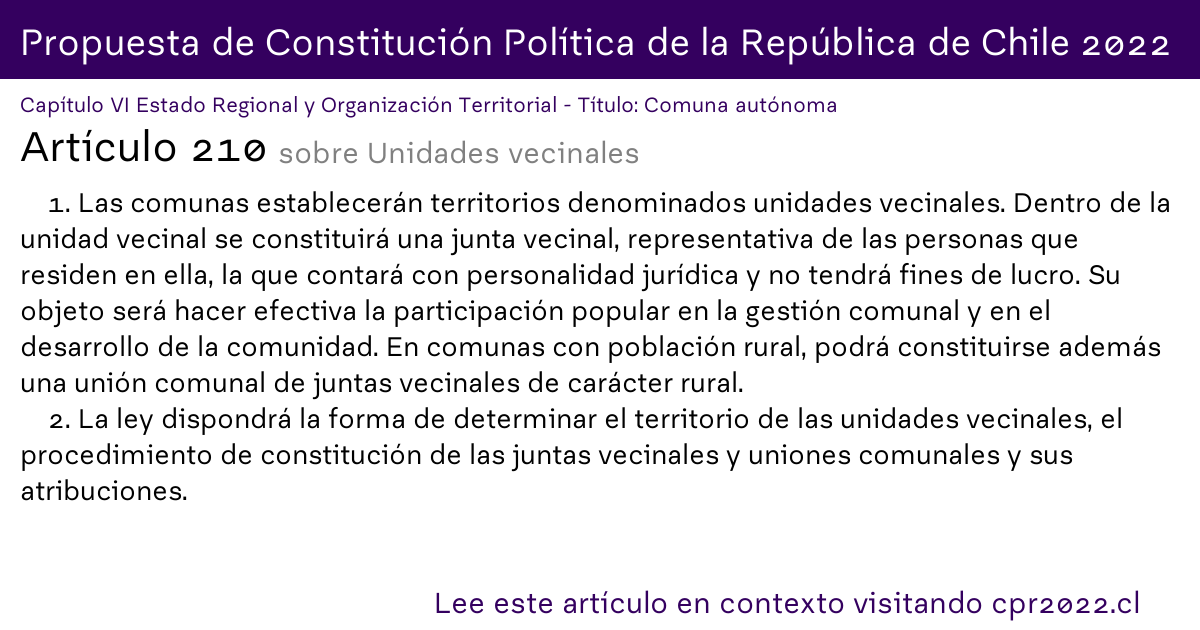 Propuesta de Constitución Política de la República de Chile 2022
Capítulo VI Estado Regional y Organización Territorial - Título: Comuna autónoma
Artículo 210 sobre Unidades vecinales
1. Las comunas establecerán territorios denominados unidades vecinales. Dentro de la
unidad vecinal se constituirá una junta vecinal, representativa de las personas que
residen en ella, la que contará con personalidad jurídica y no tendrá fines de lucro. Su
objeto será hacer efectiva la participación popular en la gestión comunal y en el
desarrollo de la comunidad. En comunas con población rural, podrá constituirse además
una unión comunal de juntas vecinales de carácter rural.
2. La ley dispondrá la forma de determinar el territorio de las unidades vecinales, el
procedimiento de constitución de las juntas vecinales y uniones comunales y sus
atribuciones.
Lee este artículo en contexto visitando cpr2022.cl